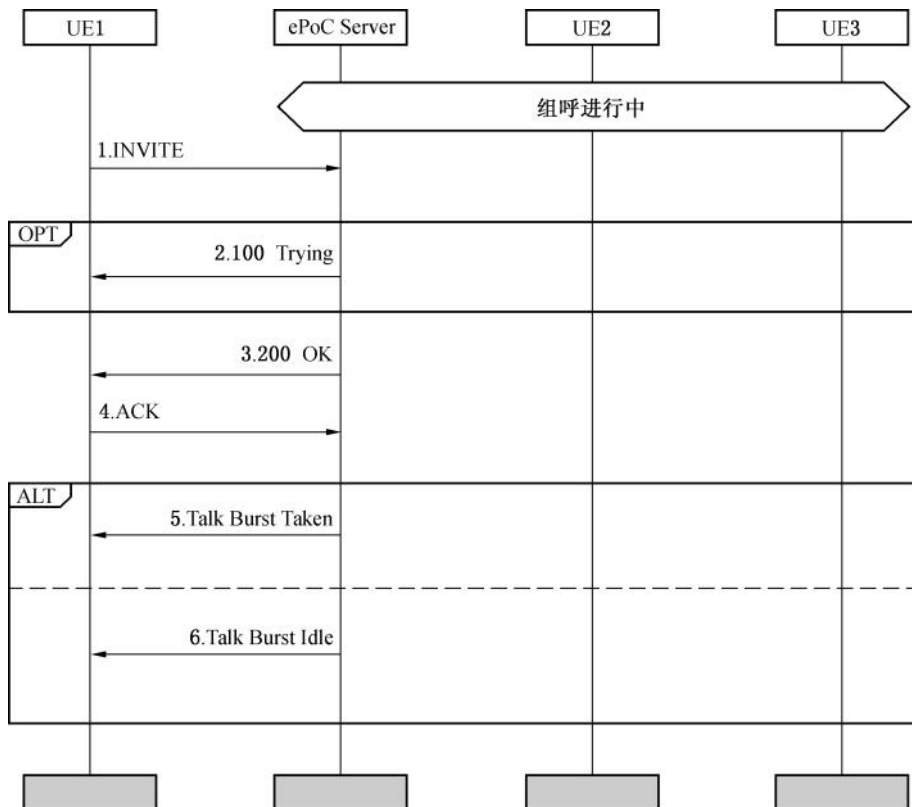 UE1
ePoC Server
UE2
UE3
组呼进行中
1.INVITE
OPT
2.100 Trying
3.200 OK
4.ACK
ALT
5.Talk Burst Taken
6.Talk Burst Idle